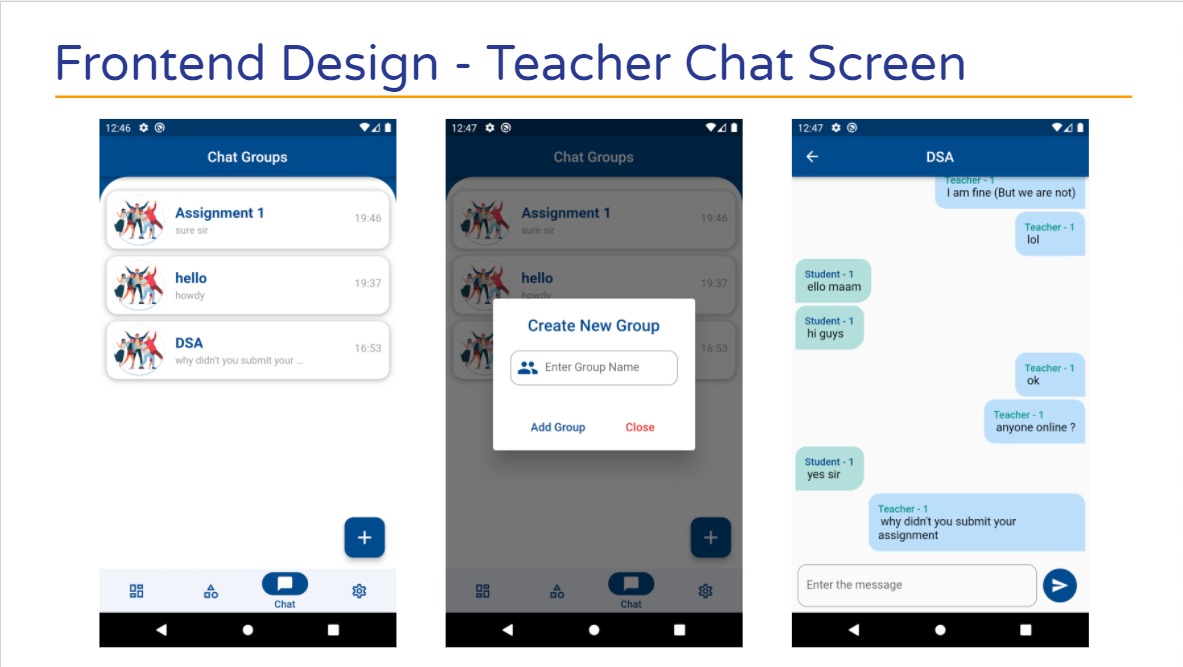 Frontend Design - Teacher Chat Screen
12:46
Chat Groups
Assignment 1
sure sir
19:46
hello
howdy
19:37
DSA
why didn't you submit your ...
16:53
+
Chat
12:47
Chat Groups
Assignment 1
sure sir
19:46
hello
howdy
19:37
16:53
Create New Group
Enter Group Name
Add Group
Close
+
Chat
12:47
DSA
Teacher - 1
I am fine (But we are not)
Teacher - 1
lol
Student - 1
ello maam
Student - 1
hi guys
Teacher - 1
ok
Teacher - 1
anyone online ?
Student - 1
yes sir
Teacher - 1
why didn't you submit your
assignment
Enter the message